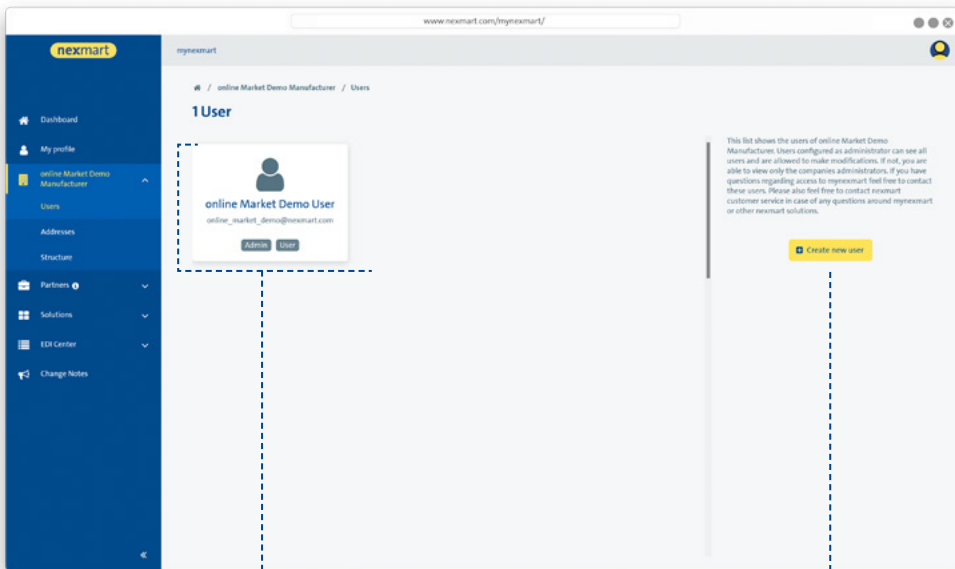 www.nexmart.com/mynexmart/
nexmart
mynexmart
/ online Market Demo Manufacturer / Users
1 User
Dashboard
My profile
online Market Demo
Manufacturer
Users
Addresses
Structure
Partners
Solutions
EDI Center
Change Notes
online Market Demo User
online_market_demo@nexmart.com
Admin User
This list shows the users of online Market Demo
Manufacturer. Users configured as administrator can see all
users and are allowed to make modifications. If not, you are
able to view only the companies administrators. If you have
questions regarding access to mynexmart feel free to contact
these users. Please also feel free to contact nexmart
customer service in case of any questions around mynexmart
or other nexmart solutions.
Create new user